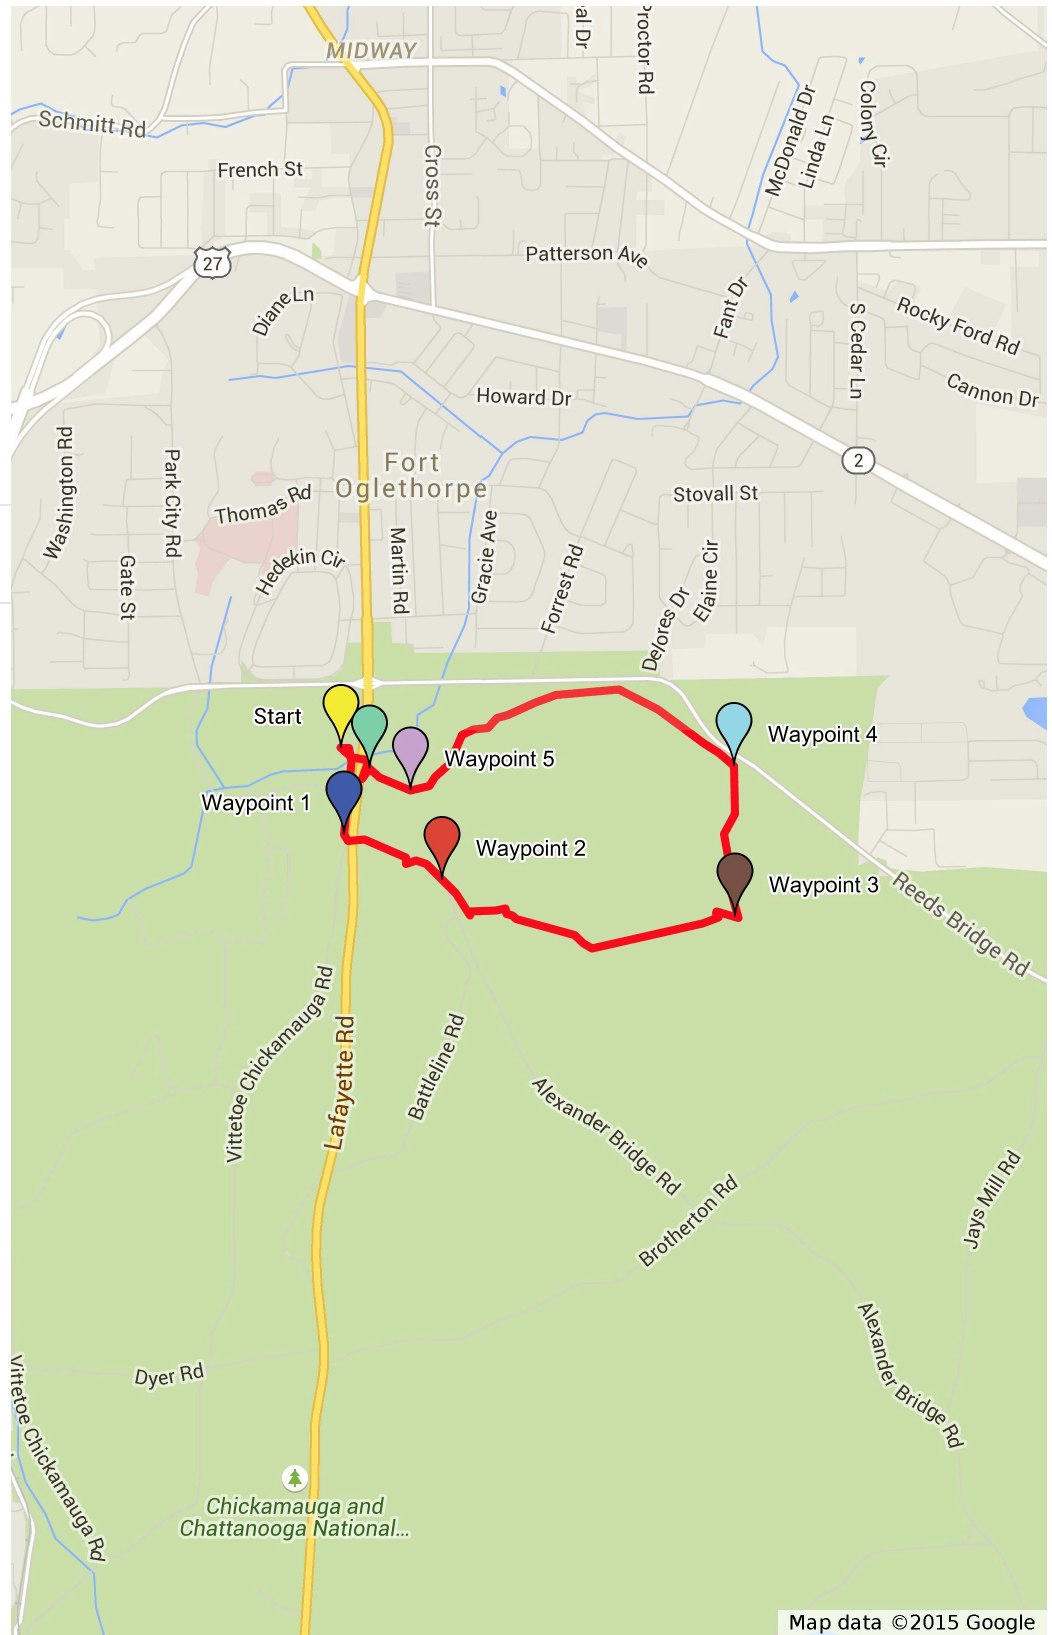 al Dr
Proctor Rd
MIDWAY
Schmitt Rd
McDonald Dr
Linda Ln
Colony Cir
French St
Cross St
Patterson Ave
27
Diane Ln
Fant Dr
S Cedar Ln
Rocky Ford Rd
Cannon Dr
Howard Dr
2
Washington Rd
Park City Rd
Fort
Oglethorpe
Stovall St
Thomas Rd
Gate St
Hedekin Cir
Martin Rd
Gracie Ave
Forrest Rd
Delores Dr
Elaine Cir
Start
Waypoint 4
Waypoint 5
Waypoint 1
Waypoint 2
Waypoint 3
Reeds Bridge Rd
Vittetoe Chickamauga Rd
Lafayette Rd
Battleline Rd
Alexander Bridge Rd
Brotherton Rd
Jays Mill Rd
Alexander Bridge Rd
Dyer Rd
Vittetoe Chickamauga Rd
Chickamauga and
Chattanooga National...
Map data ©2015 Google